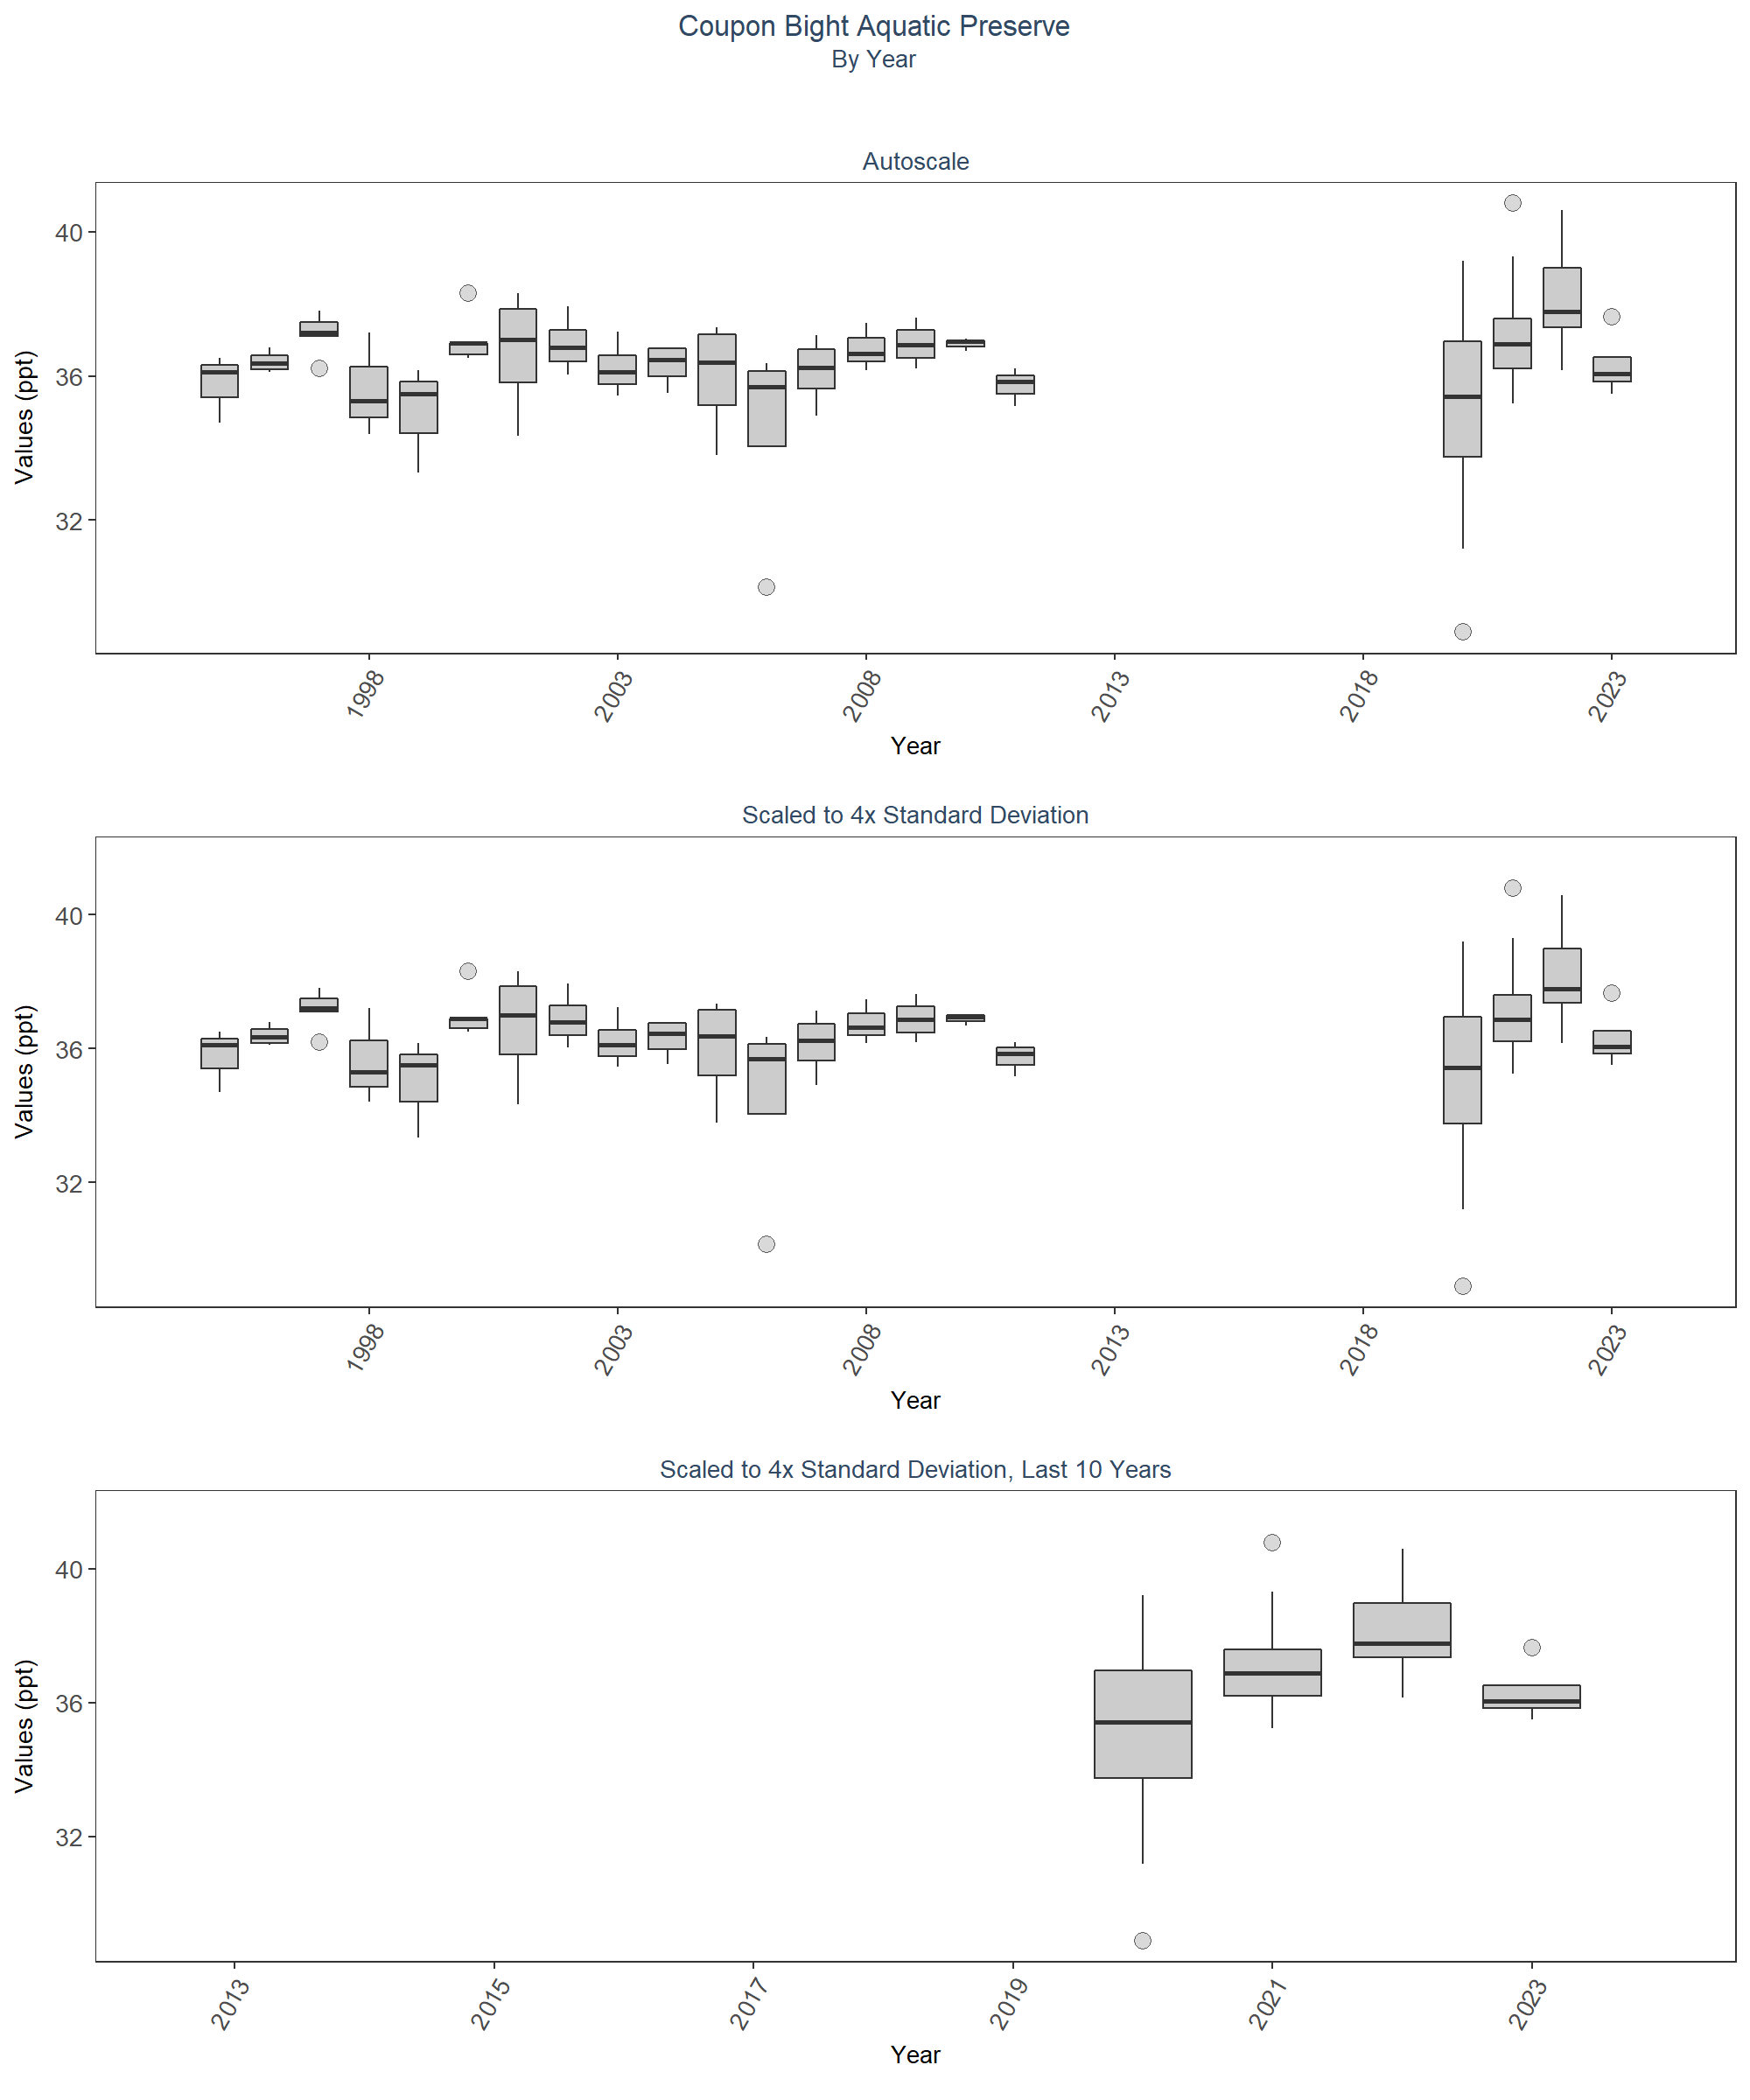 Coupon Bight Aquatic Preserve
By Year
Autoscale
Values (ppt)
40
36
32
1998
2003
2008
2013
2018
2023
Year
Scaled to 4x Standard Deviation
Values (ppt)
40
36
32
1998
2003
2008
2013
2018
2023
Year
Scaled to 4x Standard Deviation, Last 10 Years
Values (ppt)
40
36
32
2013
2015
2017
2019
2021
2023
Year